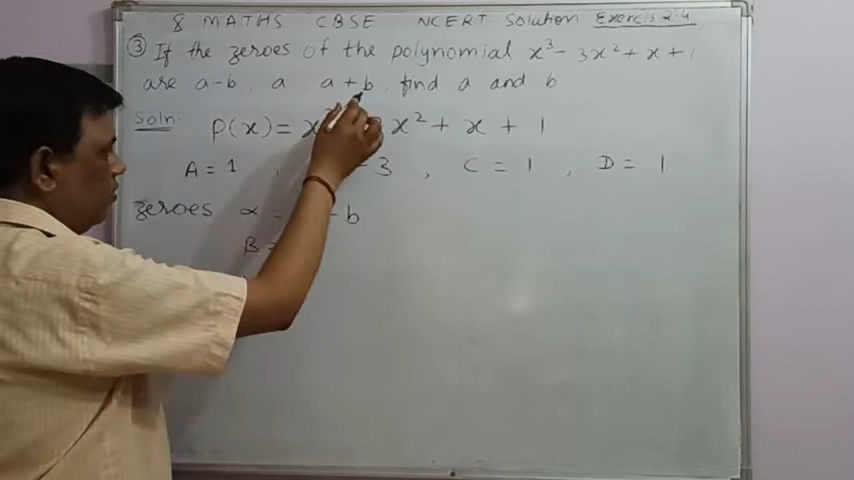 8 MATHS CBSE NCERT Solution Exercise 2.4
③ If the zeroes of the polynomial x³ - 3x² + x + 1
are a-b, a, a+b, find a and b
Soln
p(x) = x x² + x + 1
A = 1, - 3, C = 1, D = 1
zeroes α - b
β =